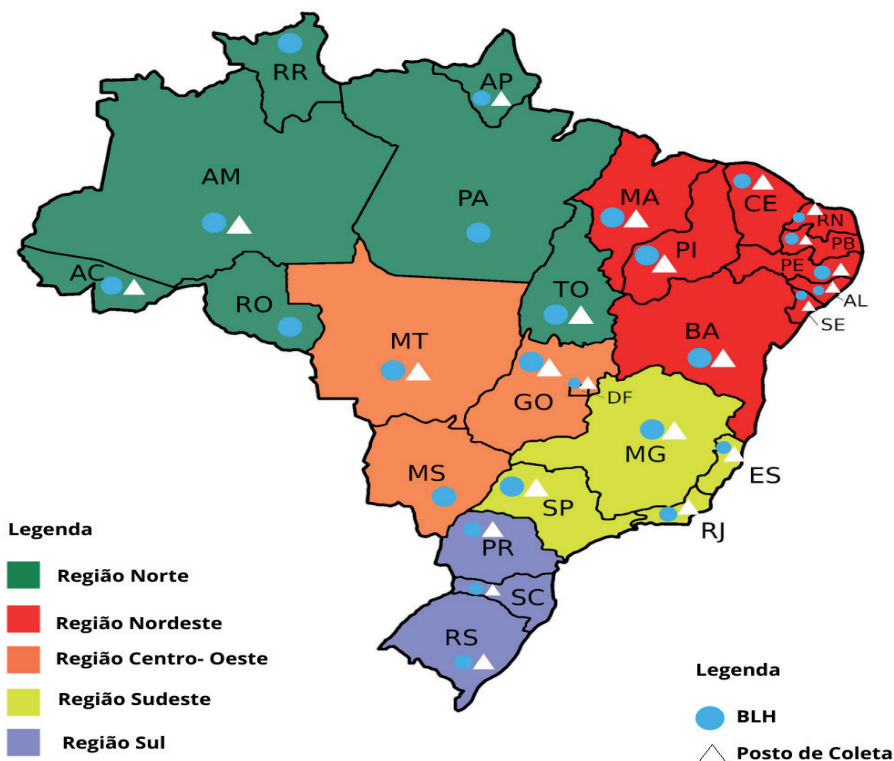 RR
AP
AM
PA
MA
CE
RN
PI
PB
PE
AC
RO
TO
AL
SE
MT
BA
GO
DF
MG
MS
ES
SP
RJ
PR
SC
RS
Legenda
Região Norte
Região Nordeste
Região Centro- Oeste
Região Sudeste
Região Sul
Legenda
BLH
Posto de Coleta